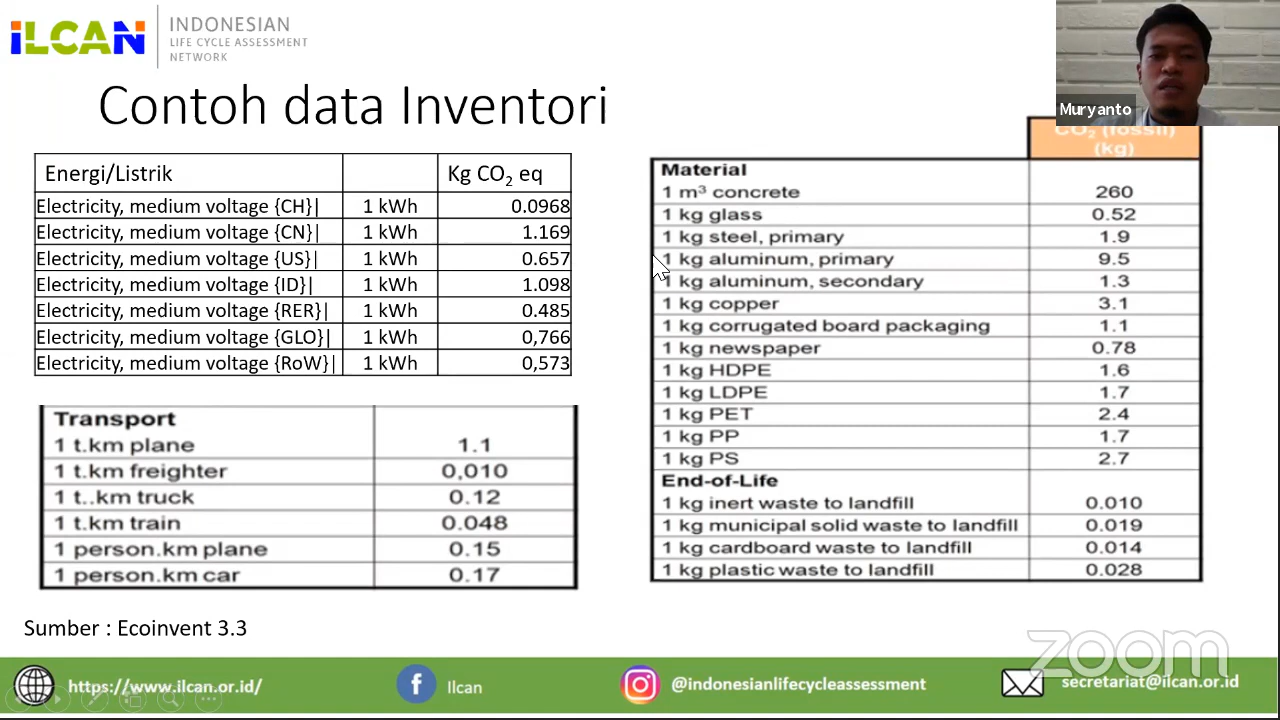 iLCAN
INDONESIAN
LIFE CYCLE ASSESSMENT
NETWORK
Muryanto
Contoh data Inventori
Energi/Listrik Kg CO₂ eq
Electricity, medium voltage {CH}| 1 kWh 0.0968
Electricity, medium voltage {CN}| 1 kWh 1.169
Electricity, medium voltage {US}| 1 kWh 0.657
Electricity, medium voltage {ID}| 1 kWh 1.098
Electricity, medium voltage {RER}| 1 kWh 0.485
Electricity, medium voltage {GLO}| 1 kWh 0,766
Electricity, medium voltage {RoW}| 1 kWh 0,573
Transport
1 t.km plane 1.1
1 t.km freighter 0,010
1 t..km truck 0.12
1 t.km train 0.048
1 person.km plane 0.15
1 person.km car 0.17
CO₂ (fossil)
(kg)
Material
1 m³ concrete 260
1 kg glass 0.52
1 kg steel, primary 1.9
1 kg aluminum, primary 9.5
1 kg aluminum, secondary 1.3
1 kg copper 3.1
1 kg corrugated board packaging 1.1
1 kg newspaper 0.78
1 kg HDPE 1.6
1 kg LDPE 1.7
1 kg PET 2.4
1 kg PP 1.7
1 kg PS 2.7
End-of-Life
1 kg inert waste to landfill 0.010
1 kg municipal solid waste to landfill 0.019
1 kg cardboard waste to landfill 0.014
1 kg plastic waste to landfill 0.028
Sumber : Ecoinvent 3.3
zoom
https://www.ilcan.or.id/ Ilcan @indonesianlifecycleassessment secretariat@ilcan.or.id